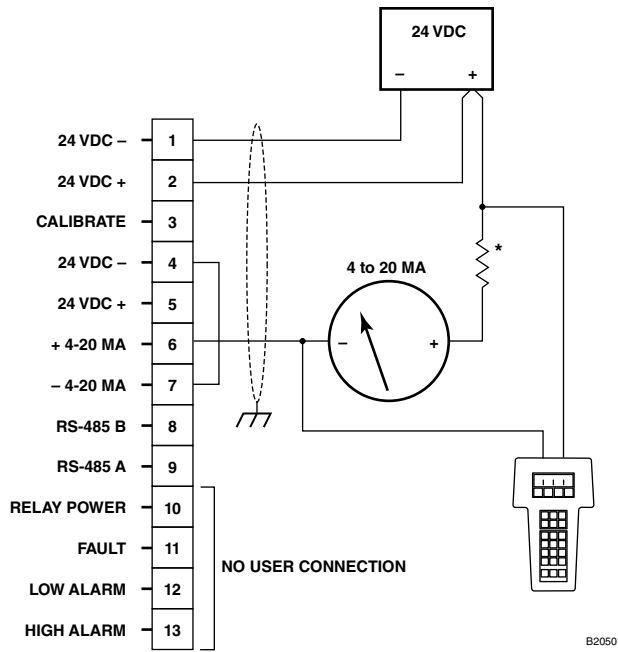 24 VDC
– +
24 VDC – 1
24 VDC + 2
CALIBRATE 3
24 VDC – 4
24 VDC + 5
+ 4-20 MA 6
– 4-20 MA 7
RS-485 B 8
RS-485 A 9
RELAY POWER 10
FAULT 11
LOW ALARM 12
HIGH ALARM 13
4 to 20 MA
*
– +
NO USER CONNECTION
B2050